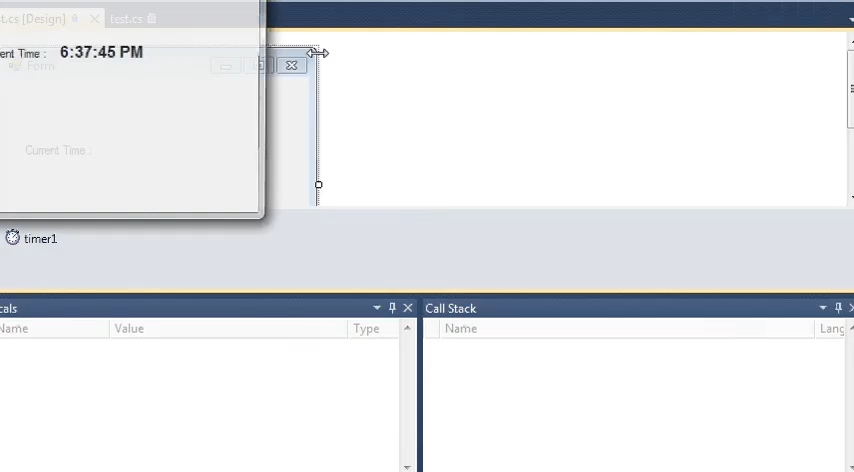 t.cs [Design] test.cs
ent Time : 6:37:45 PM
Form
Current Time :
timer1
cals Call Stack
Name Value Type Name Lang